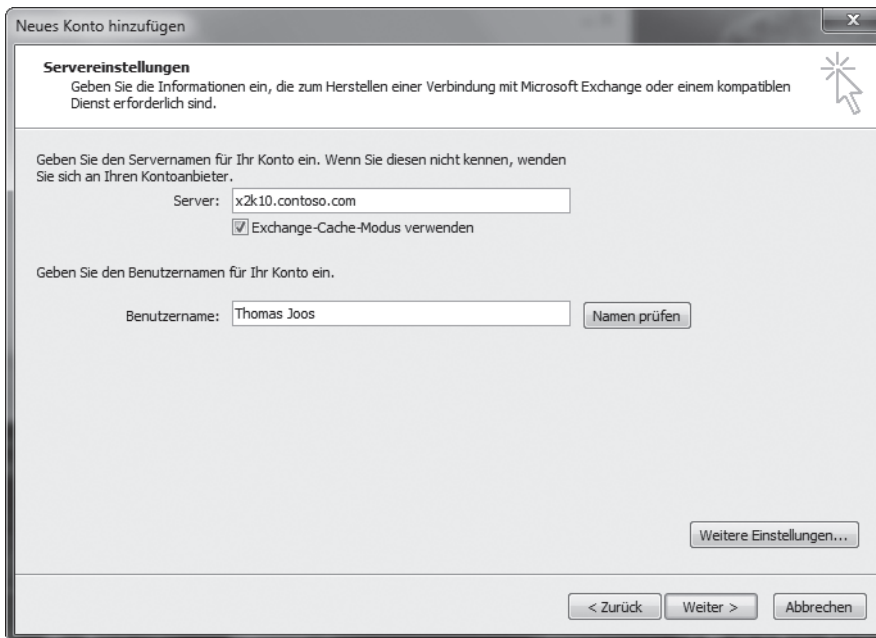 Neues Konto hinzufügen
Servereinstellungen
Geben Sie die Informationen ein, die zum Herstellen einer Verbindung mit Microsoft Exchange oder einem kompatiblen
Dienst erforderlich sind.
Geben Sie den Servernamen für Ihr Konto ein. Wenn Sie diesen nicht kennen, wenden
Sie sich an Ihren Kontoanbieter.
Server: x2k10.contoso.com
Exchange-Cache-Modus verwenden
Geben Sie den Benutzernamen für Ihr Konto ein.
Benutzername: Thomas Joos Namen prüfen
Weitere Einstellungen...
< Zurück Weiter > Abbrechen